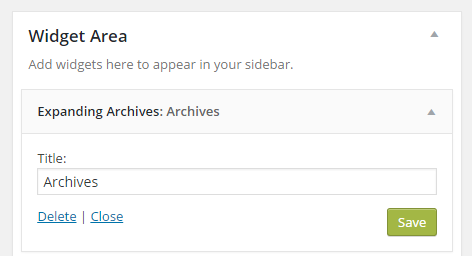 Widget Area
Add widgets here to appear in your sidebar.
Expanding Archives: Archives
Title:
Archives
Delete | Close
Save